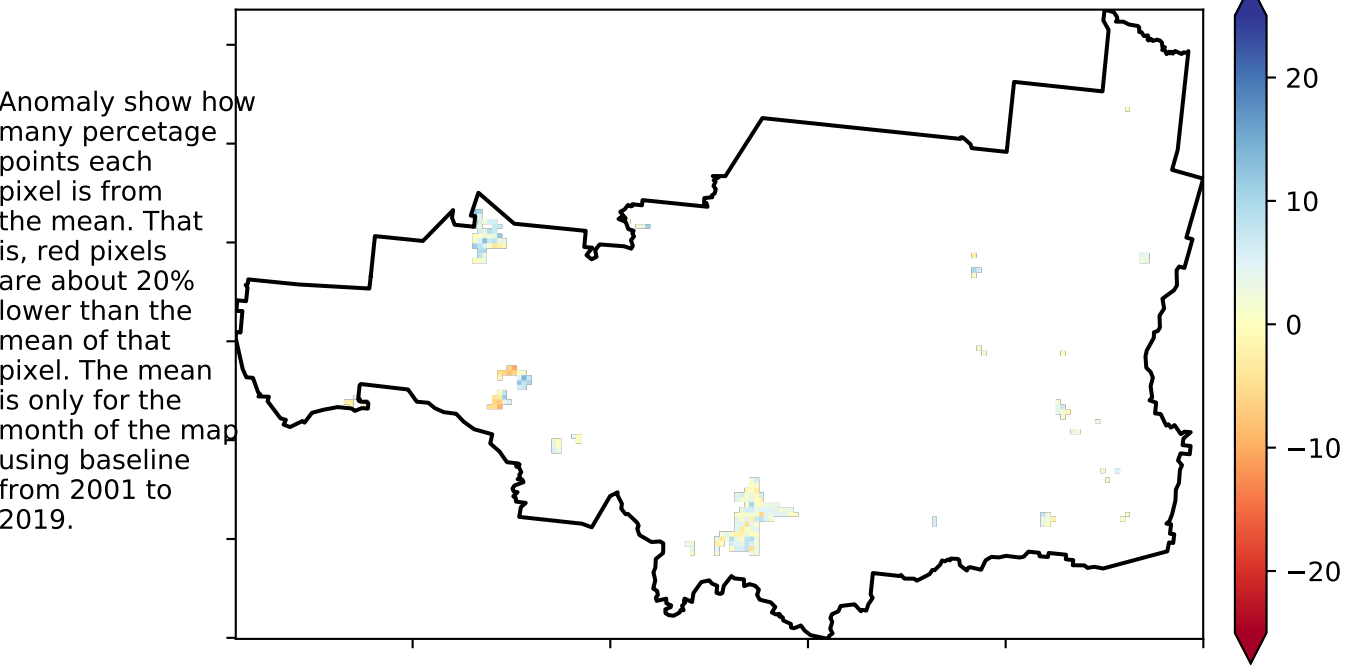 Anomaly show how
many percetage
points each
pixel is from
the mean. That
is, red pixels
are about 20%
lower than the
mean of that
pixel. The mean
is only for the
month of the map
using baseline
from 2001 to
2019.
20
10
0
−10
−20